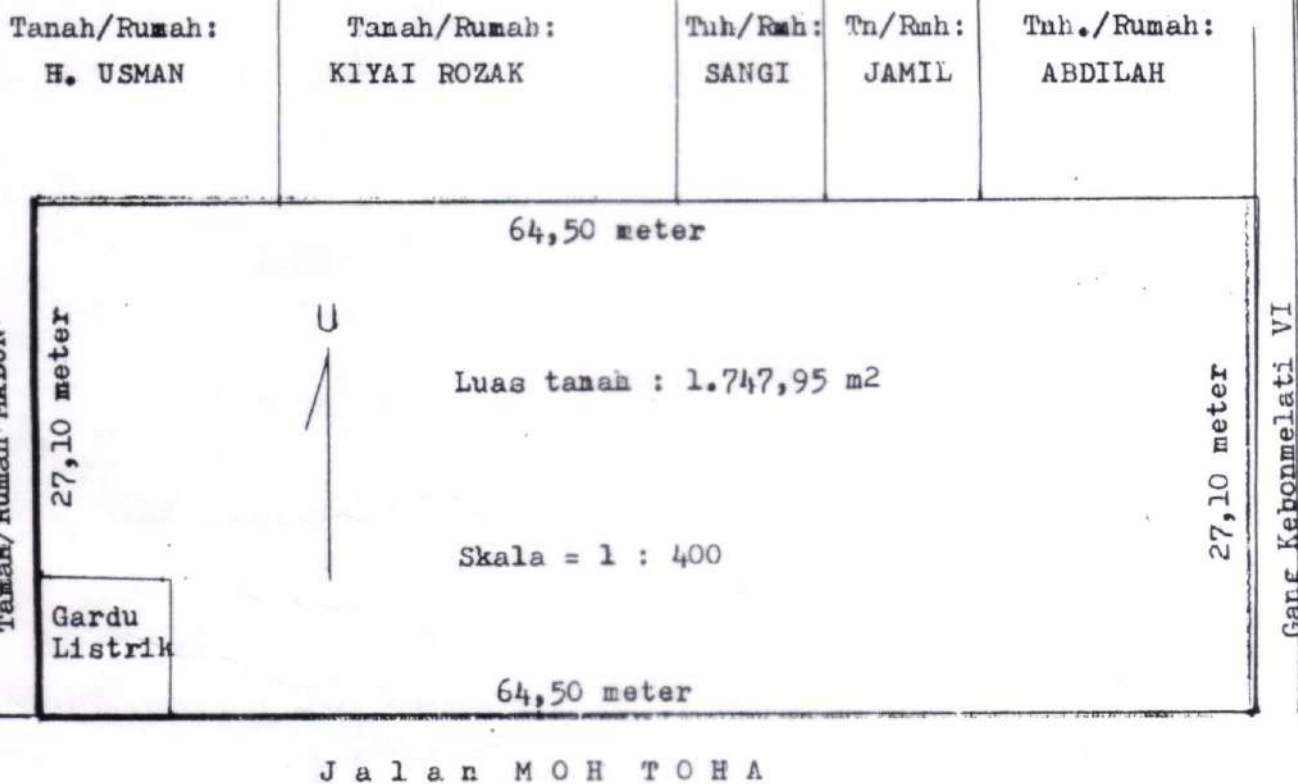 Tanah/Rumah:
H. USMAN
Tanah/Rumah:
KIYAI ROZAK
Tnh/Rmh:
SANGI
Tn/Rmh:
JAMIL
Tnh./Rumah:
ABDILAH
64,50 meter
Tanah/Rumah
27,10 meter
U
Luas tanah : 1.747,95 m2
27,10 meter
Gang Kebonmelati VI
Skala = 1 : 400
Gardu
Listrik
64,50 meter
Jalan MOH TOHA